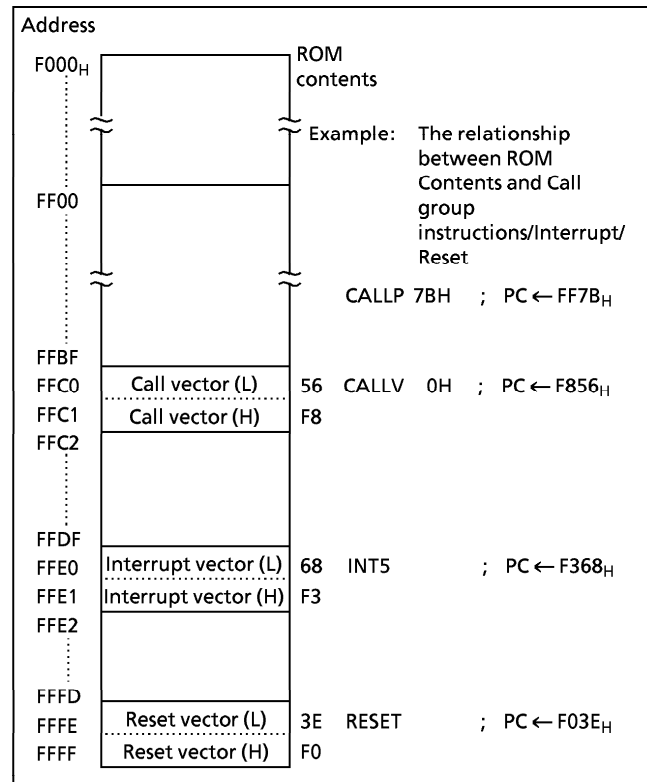 Address
F000H
ROM
contents
Example: The relationship
between ROM
Contents and Call
group
instructions/Interrupt/
Reset
FF00
CALLP 7BH ; PC ← FF7BH
FFBF
FFC0 Call vector (L) 56 CALLV 0H ; PC ← F856H
FFC1 Call vector (H) F8
FFC2
FFDF
FFE0 Interrupt vector (L) 68 INT5 ; PC ← F368H
FFE1 Interrupt vector (H) F3
FFE2
FFFD
FFFE Reset vector (L) 3E RESET ; PC ← F03EH
FFFF Reset vector (H) F0